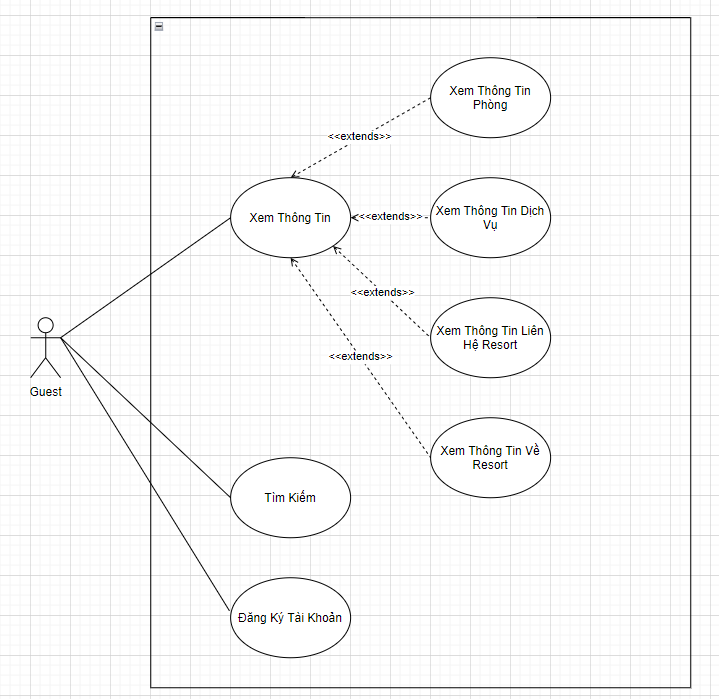 Xem Thông Tin
Phòng
<<extends>>
Xem Thông Tin
<<extends>>
Xem Thông Tin Dịch
Vụ
<<extends>>
Xem Thông Tin Liên
Hệ Resort
<<extends>>
Guest
Xem Thông Tin Về
Resort
Tìm Kiếm
Đăng Ký Tài Khoản